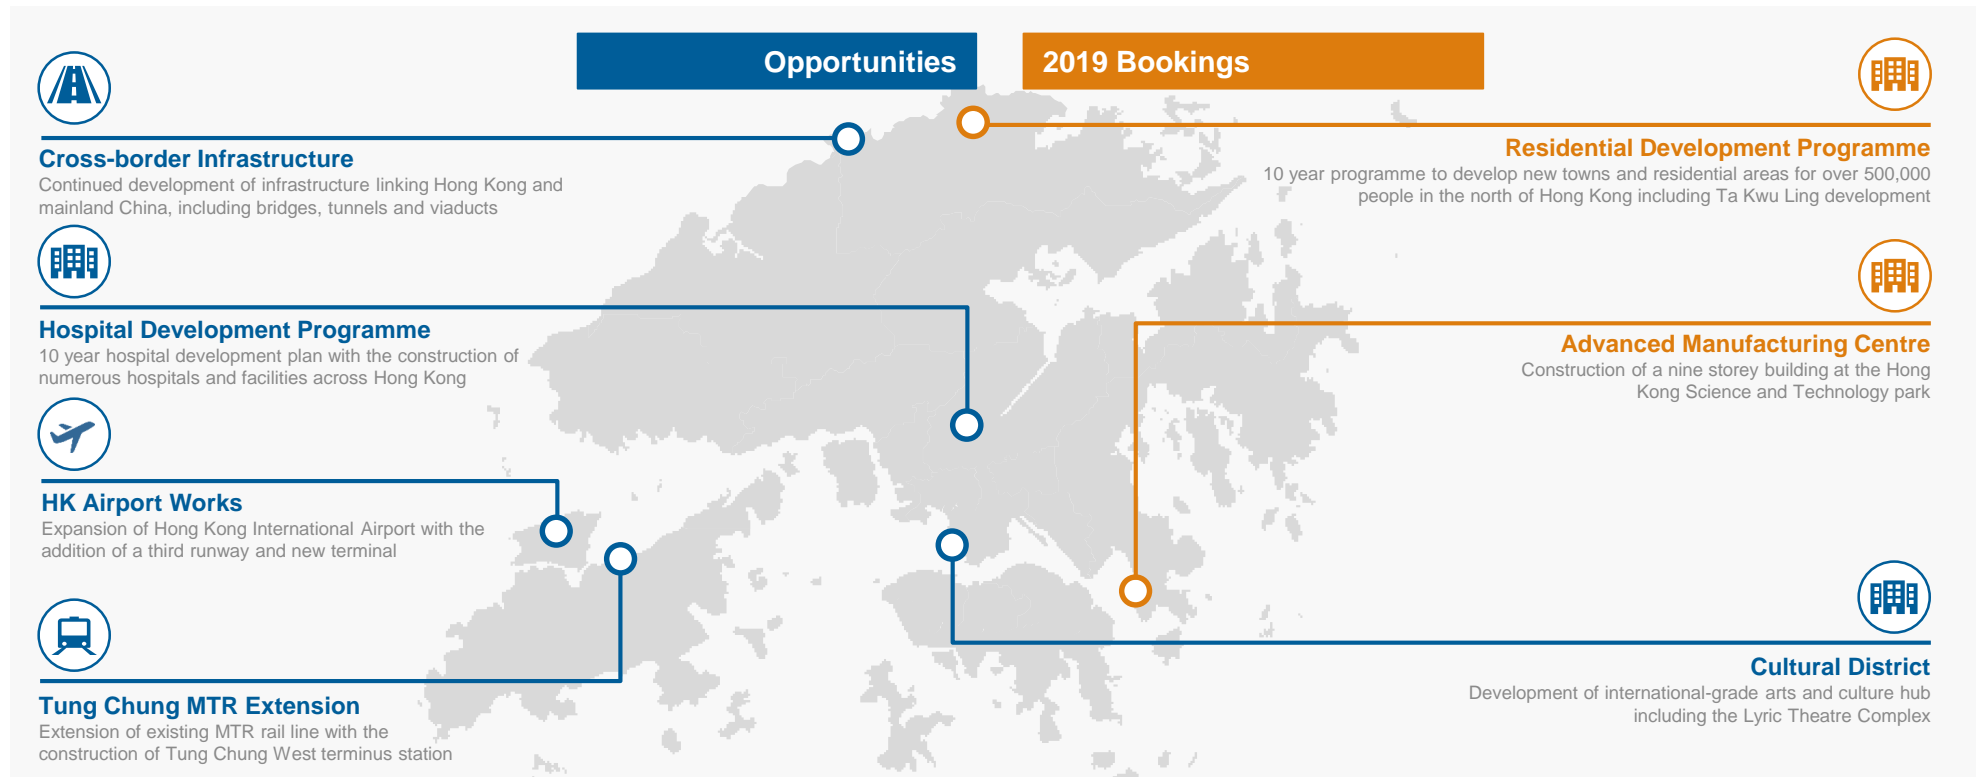 Opportunities
2019 Bookings
Cross-border Infrastructure
Continued development of infrastructure linking Hong Kong and
mainland China, including bridges, tunnels and viaducts
Hospital Development Programme
10 year hospital development plan with the construction of
numerous hospitals and facilities across Hong Kong
HK Airport Works
Expansion of Hong Kong International Airport with the
addition of a third runway and new terminal
Tung Chung MTR Extension
Extension of existing MTR rail line with the
construction of Tung Chung West terminus station
Residential Development Programme
10 year programme to develop new towns and residential areas for over 500,000
people in the north of Hong Kong including Ta Kwu Ling development
Advanced Manufacturing Centre
Construction of a nine storey building at the Hong
Kong Science and Technology park
Cultural District
Development of international-grade arts and culture hub
including the Lyric Theatre Complex